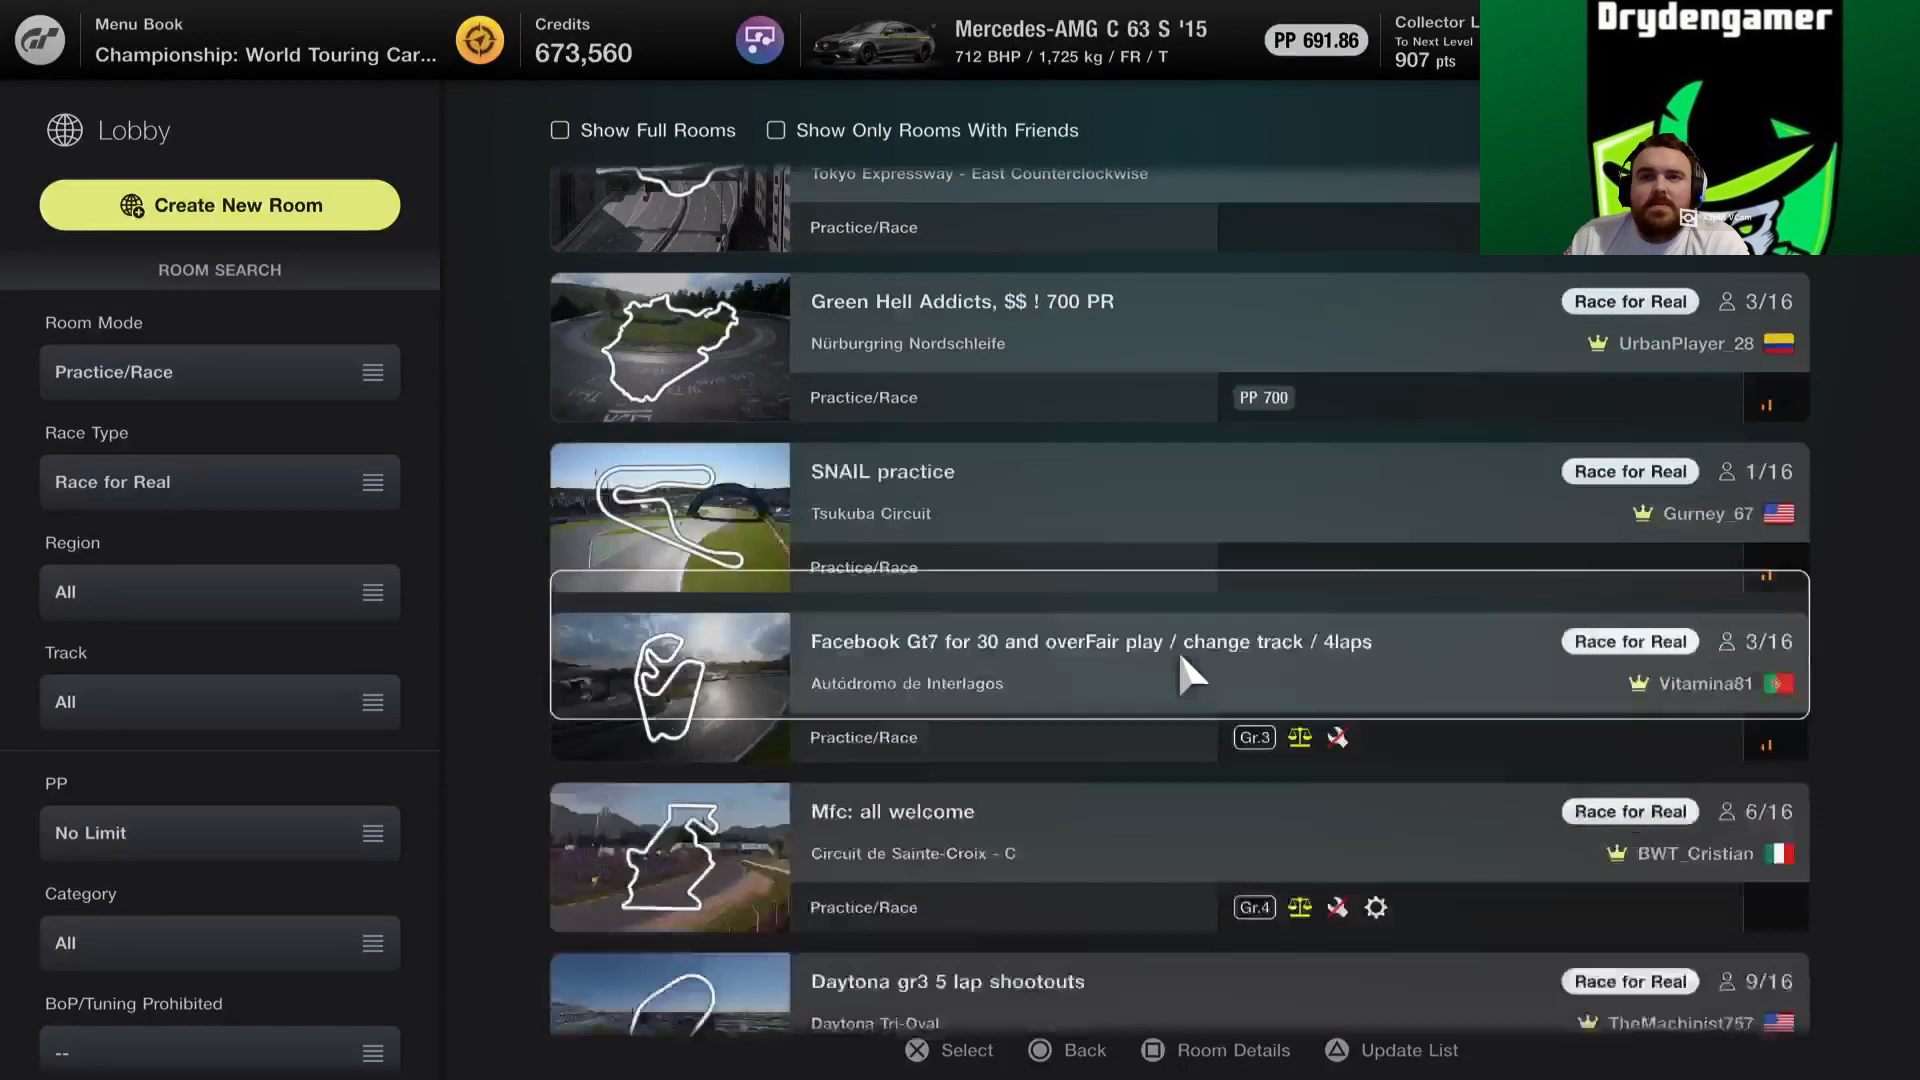 Menu Book
Championship: World Touring Car...
Credits
673,560
Mercedes-AMG C 63 S '15
712 BHP / 1,725 kg / FR / T
PP 691.86
Collector L
To Next Level
907 pts
Drydengamer
XSplit VCam
Lobby
Create New Room
ROOM SEARCH
Room Mode
Practice/Race
Race Type
Race for Real
Region
All
Track
All
PP
No Limit
Category
All
BoP/Tuning Prohibited
--
Show Full Rooms
Show Only Rooms With Friends
Tokyo Expressway - East Counterclockwise
Practice/Race
Green Hell Addicts, $$ ! 700 PR
Race for Real
3/16
Nürburgring Nordschleife
UrbanPlayer_28
Practice/Race
PP 700
SNAIL practice
Race for Real
1/16
Tsukuba Circuit
Gurney_67
Practice/Race
Facebook Gt7 for 30 and overFair play / change track / 4laps
Race for Real
3/16
Autódromo de Interlagos
Vitamina81
Practice/Race
Gr.3
Mfc: all welcome
Race for Real
6/16
Circuit de Sainte-Croix - C
BWT_Cristian
Practice/Race
Gr.4
Daytona gr3 5 lap shootouts
Race for Real
9/16
Daytona Tri-Oval
TheMachinist757
Select
Back
Room Details
Update List